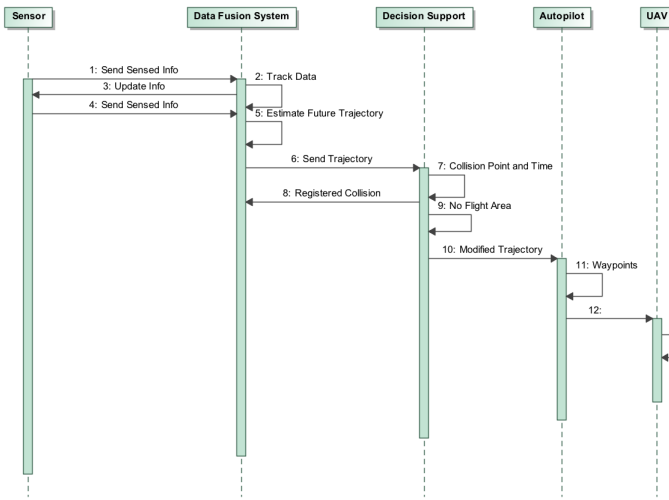 Sensor
Data Fusion System
Decision Support
Autopilot
UAV
1: Send Sensed Info
2: Track Data
3: Update Info
4: Send Sensed Info
5: Estimate Future Trajectory
6: Send Trajectory
7: Collision Point and Time
8: Registered Collision
9: No Flight Area
10: Modified Trajectory
11: Waypoints
12: